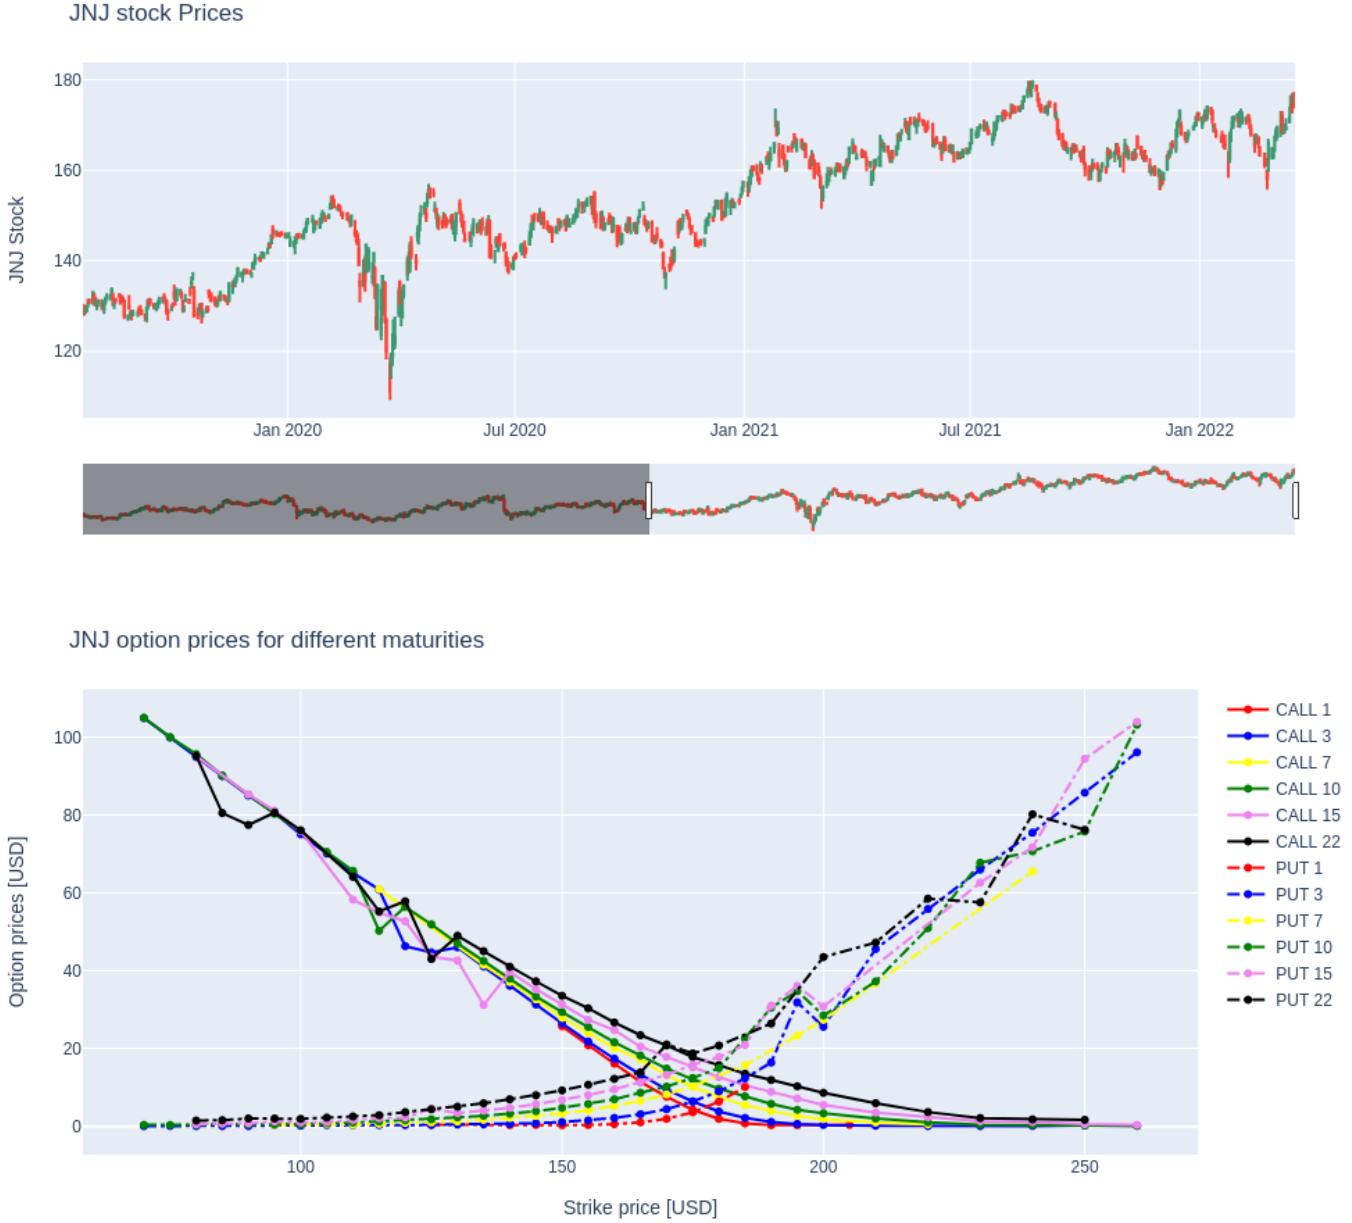 JNJ stock Prices
180
160
140
120
JNJ Stock
Jan 2020
Jul 2020
Jan 2021
Jul 2021
Jan 2022
JNJ option prices for different maturities
100
80
60
40
20
0
Option prices [USD]
100
150
200
250
Strike price [USD]
CALL 1
CALL 3
CALL 7
CALL 10
CALL 15
CALL 22
PUT 1
PUT 3
PUT 7
PUT 10
PUT 15
PUT 22